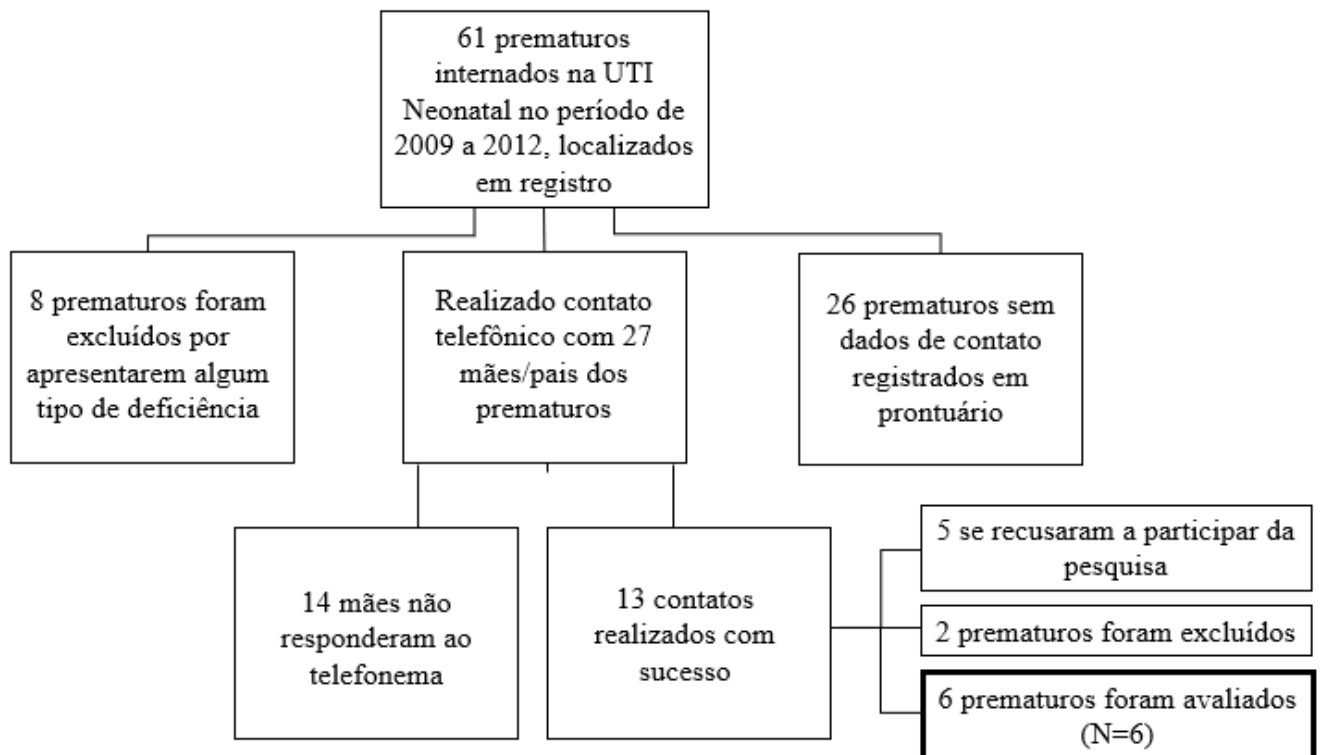 61 prematuros
internados na UTI
Neonatal no período de
2009 a 2012, localizados
em registro
8 prematuros foram
excluídos por
apresentarem algum
tipo de deficiência
Realizado contato
telefônico com 27
mães/pais dos
prematuros
26 prematuros sem
dados de contato
registrados em
prontuário
14 mães não
responderam ao
telefonema
13 contatos
realizados com
sucesso
5 se recusaram a participar da
pesquisa
2 prematuros foram excluídos
6 prematuros foram avaliados
(N=6)